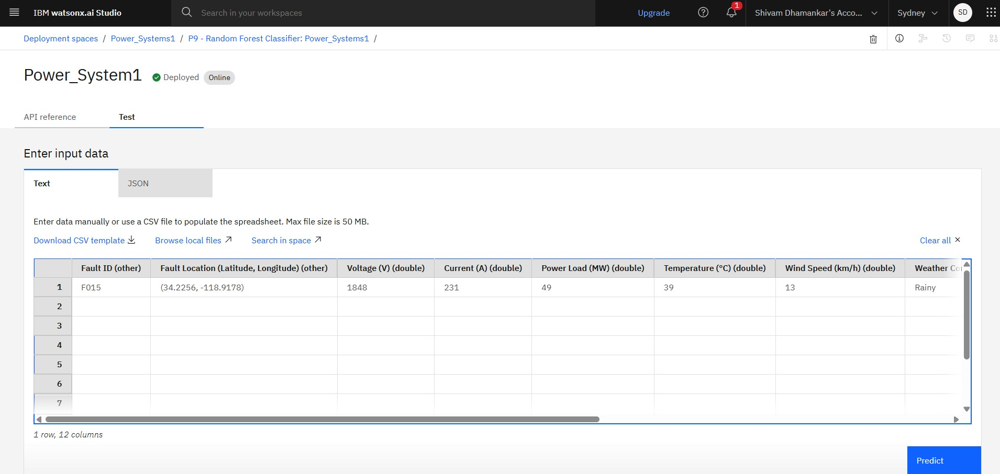 IBM watsonx.ai Studio
Search in your workspaces
Upgrade
1
Shivam Dhamankar's Acco...
Sydney
SD
Deployment spaces / Power_Systems1 / P9 - Random Forest Classifier: Power_Systems1 /
Power_System1
Deployed
Online
API reference
Test
Enter input data
Text
JSON
Enter data manually or use a CSV file to populate the spreadsheet. Max file size is 50 MB.
Download CSV template
Browse local files
Search in space
Clear all
Fault ID (other) Fault Location (Latitude, Longitude) (other) Voltage (V) (double) Current (A) (double) Power Load (MW) (double) Temperature (°C) (double) Wind Speed (km/h) (double) Weather Co
1 F015 (34.2256, -118.9178) 1848 231 49 39 13 Rainy
2
3
4
5
6
7
1 row, 12 columns
Predict